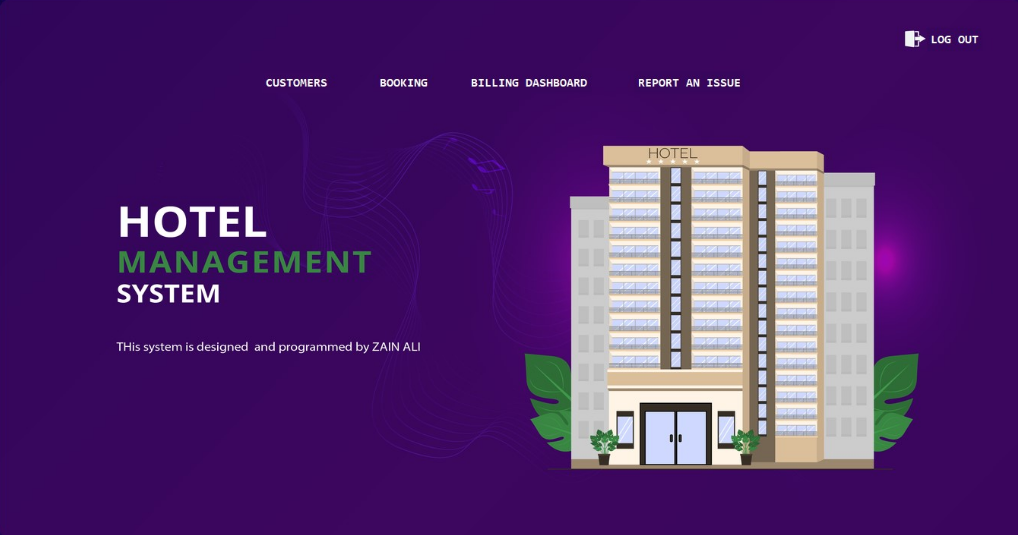 LOG OUT
CUSTOMERS BOOKING BILLING DASHBOARD REPORT AN ISSUE
HOTEL
HOTEL
MANAGEMENT
SYSTEM
THis system is designed and programmed by ZAIN ALI